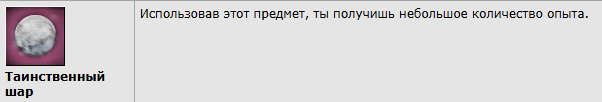 Использовав этот предмет, ты получишь небольшое количество опыта.
Таинственный
шар